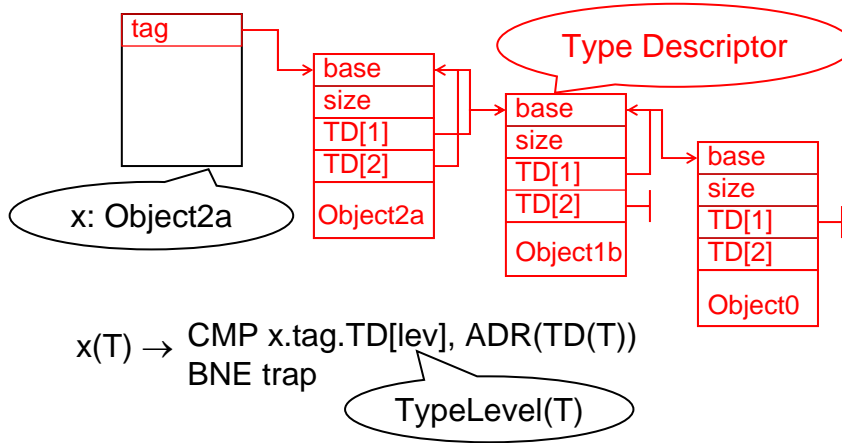 tag
Type Descriptor
base
size
TD[1]
TD[2]
Object2a
base
size
TD[1]
TD[2]
Object1b
base
size
TD[1]
TD[2]
Object0
x: Object2a
x(T) → CMP x.tag.TD[lev], ADR(TD(T))
BNE trap
TypeLevel(T)